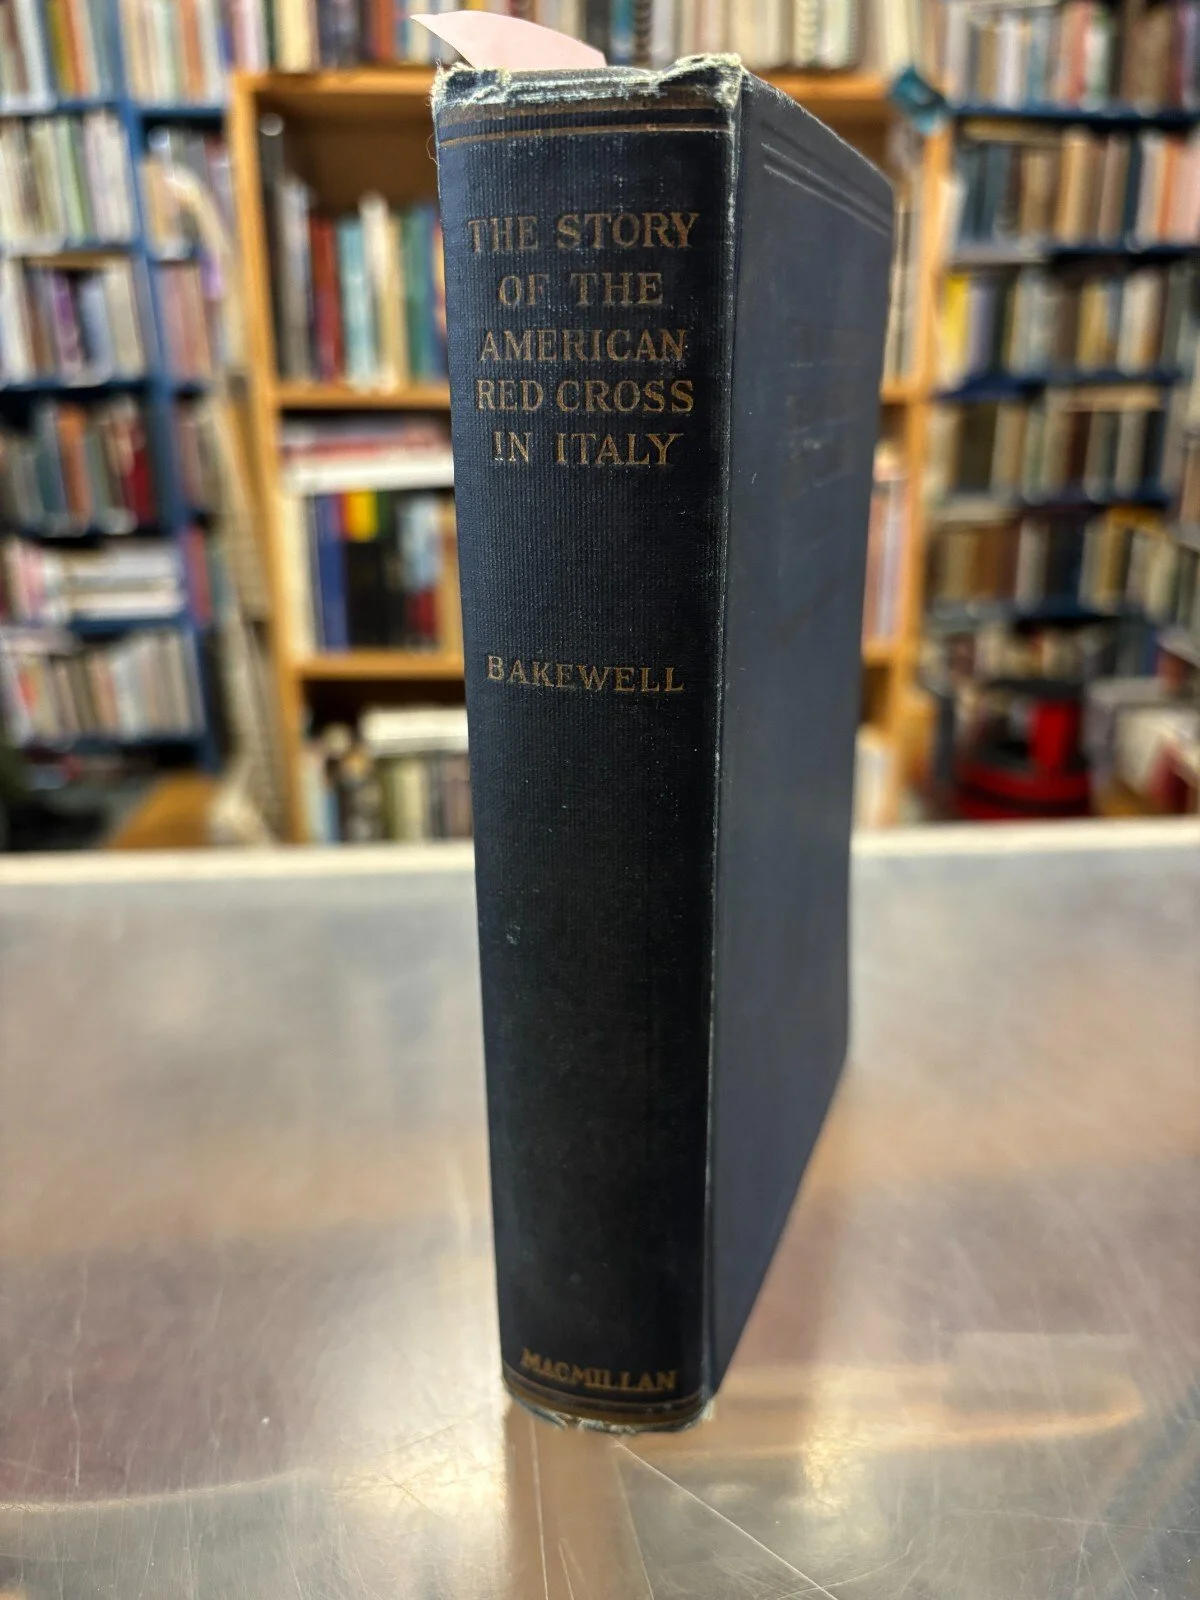 THE STORY
OF THE
AMERICAN
RED CROSS
IN ITALY
BAKEWELL
MACMILLAN